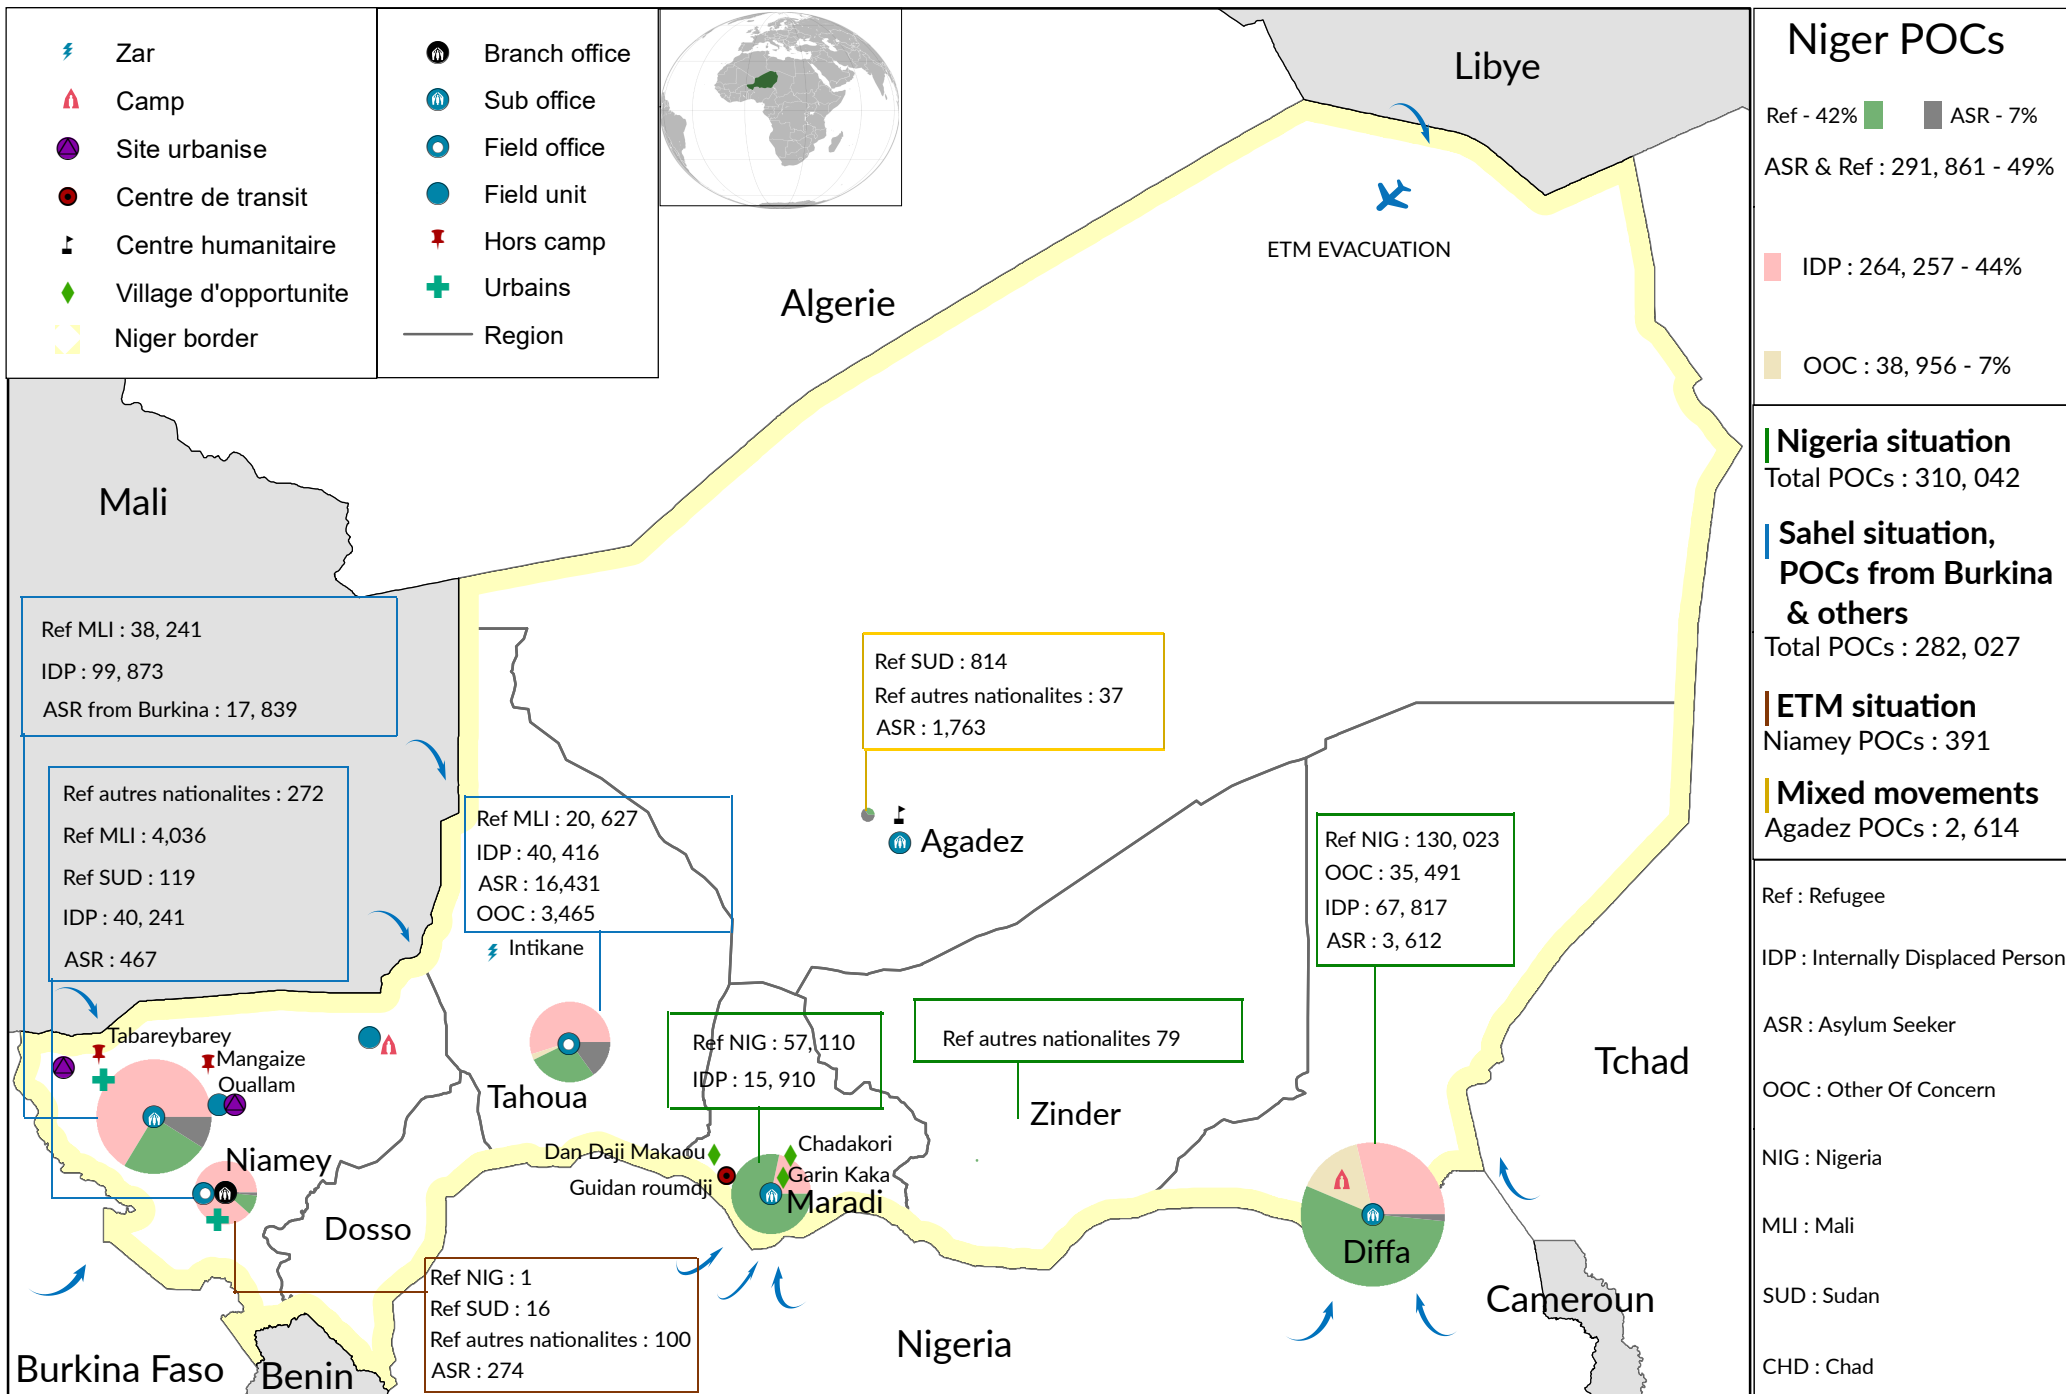 Zar
Camp
Site urbanise
Centre de transit
Centre humanitaire
Village d'opportunite
Niger border
Branch office
Sub office
Field office
Field unit
Hors camp
Urbains
Region
Libye
ETM EVACUATION
Algerie
Mali
Ref MLI : 38, 241
IDP : 99, 873
ASR from Burkina : 17, 839
Ref autres nationalites : 272
Ref MLI : 4,036
Ref SUD : 119
IDP : 40, 241
ASR : 467
Ref MLI : 20, 627
IDP : 40, 416
ASR : 16,431
OOC : 3,465
Intikane
Ref SUD : 814
Ref autres nationalites : 37
ASR : 1,763
Agadez
Ref NIG : 130, 023
OOC : 35, 491
IDP : 67, 817
ASR : 3, 612
Ref NIG : 57, 110
IDP : 15, 910
Ref autres nationalites 79
Tabareybarey
Mangaize
Ouallam
Tahoua
Zinder
Tchad
Niamey
Dan Daji Makaou
Guidan roumdji
Chadakori
Garin Kaka
Maradi
Dosso
Diffa
Ref NIG : 1
Ref SUD : 16
Ref autres nationalites : 100
ASR : 274
Cameroun
Nigeria
Burkina Faso
Benin
Niger POCs
Ref - 42%
ASR - 7%
ASR & Ref : 291, 861 - 49%
IDP : 264, 257 - 44%
OOC : 38, 956 - 7%
Nigeria situation
Total POCs : 310, 042
Sahel situation,
POCs from Burkina
& others
Total POCs : 282, 027
ETM situation
Niamey POCs : 391
Mixed movements
Agadez POCs : 2, 614
Ref : Refugee
IDP : Internally Displaced Person
ASR : Asylum Seeker
OOC : Other Of Concern
NIG : Nigeria
MLI : Mali
SUD : Sudan
CHD : Chad